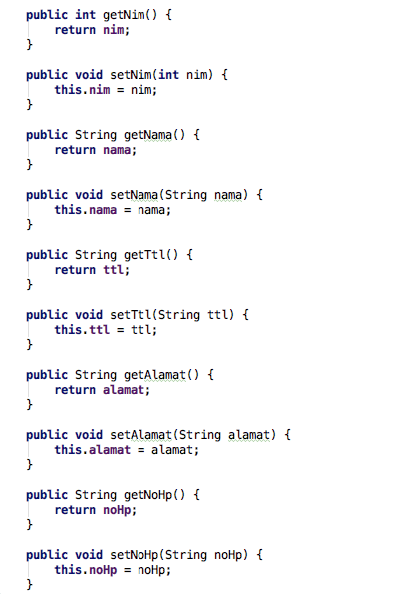 public int getNim() {
return nim;
}
public void setNim(int nim) {
this.nim = nim;
}
public String getNama() {
return nama;
}
public void setNama(String nama) {
this.nama = nama;
}
public String getTtl() {
return ttl;
}
public void setTtl(String ttl) {
this.ttl = ttl;
}
public String getAlamat() {
return alamat;
}
public void setAlamat(String alamat) {
this.alamat = alamat;
}
public String getNoHp() {
return noHp;
}
public void setNoHp(String noHp) {
this.noHp = noHp;
}